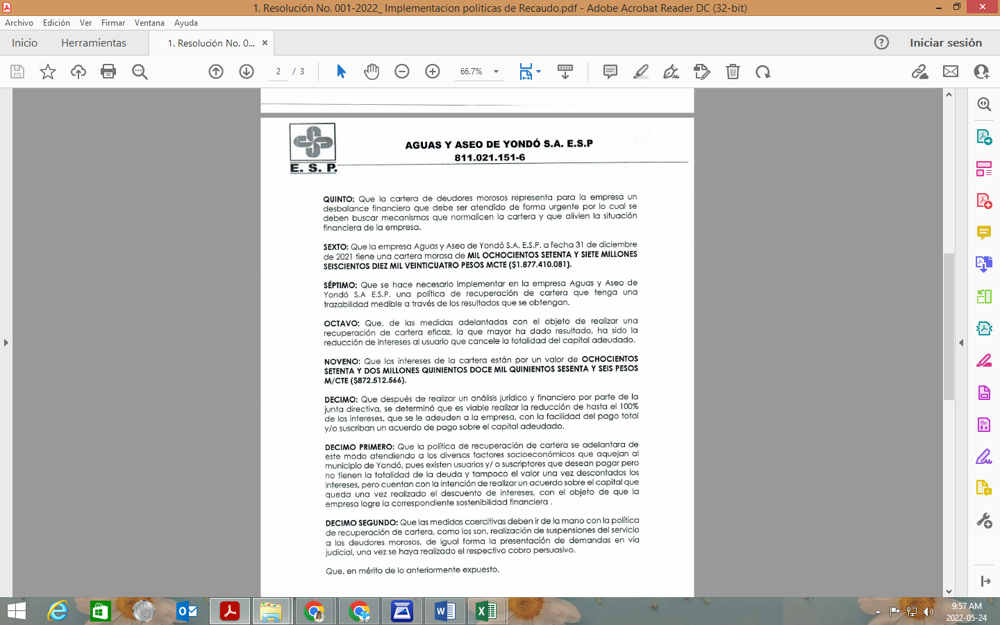 1. Resolución No. 001-2022_ Implementacion politicas de Recaudo.pdf - Adobe Acrobat Reader DC (32-bit)
Archivo Edición Ver Firmar Ventana Ayuda
Inicio Herramientas 1. Resolución No. 0... × Iniciar sesión
2 / 3 66.7%
AGUAS Y ASEO DE YONDÓ S.A. E.S.P
811.021.151-6
E. S. P.
QUINTO: Que la cartera de deudores morosos representa para la empresa un
desbalance financiero que debe ser atendido de forma urgente por lo cual se
deben buscar mecanismos que normalicen la cartera y que alivien la situación
financiera de la empresa.
SEXTO: Que la empresa Aguas y Aseo de Yondó S.A. E.S.P. a fecha 31 de diciembre
de 2021 tiene una cartera morosa de MIL OCHOCIENTOS SETENTA Y SIETE MILLONES
SEISCIENTOS DIEZ MIL VEINTICUATRO PESOS MCTE ($1.877.410.081).
SÉPTIMO: Que se hace necesario implementar en la empresa Aguas y Aseo de
Yondó S.A E.S.P. una política de recuperación de cartera que tenga una
trazabilidad medible a través de los resultados que se obtengan.
OCTAVO: Que, de las medidas adelantadas con el objeto de realizar una
recuperación de cartera eficaz, la que mayor ha dado resultado, ha sido la
reducción de intereses al usuario que cancele la totalidad del capital adeudado.
NOVENO: Que los intereses de la cartera están por un valor de OCHOCIENTOS
SETENTA Y DOS MILLONES QUINIENTOS DOCE MIL QUINIENTOS SESENTA Y SEIS PESOS
M/CTE ($872.512.566).
DECIMO: Que después de realizar un análisis jurídico y financiero por parte de la
junta directiva, se determinó que es viable realizar la reducción de hasta el 100%
de los intereses, que se le adeuden a la empresa, con la facilidad del pago total
y/o suscriban un acuerdo de pago sobre el capital adeudado.
DECIMO PRIMERO: Que la política de recuperación de cartera se adelantara de
este modo atendiendo a los diversos factores socioeconómicos que aquejan al
municipio de Yondó, pues existen usuarios y/ o suscriptores que desean pagar pero
no tienen la totalidad de la deuda y tampoco el valor una vez descontados los
intereses, pero cuentan con la intención de realizar un acuerdo sobre el capital que
queda una vez realizado el descuento de intereses, con el objeto de que la
empresa logre la correspondiente sostenibilidad financiera .
DECIMO SEGUNDO: Que las medidas coercitivas deben ir de la mano con la política
de recuperación de cartera, como los son, realización de suspensiones del servicio
a los deudores morosos, de igual forma la presentación de demandas en vía
judicial, una vez se haya realizado el respectivo cobro persuasivo.
Que, en mérito de lo anteriormente expuesto,
9:57 AM
2022-05-24